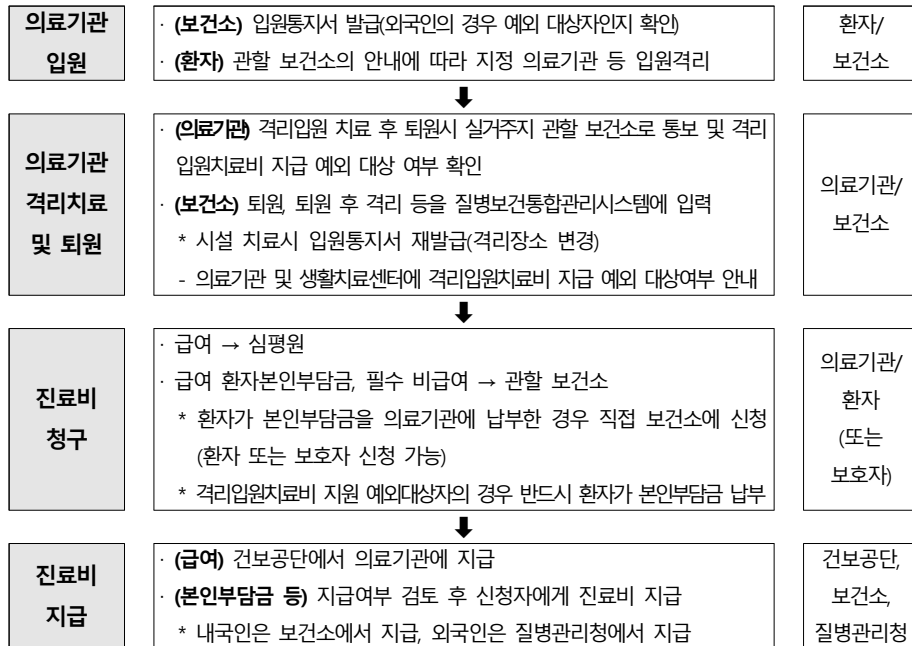 의료기관
입원
· (보건소) 입원통지서 발급(외국인의 경우 예외 대상자인지 확인)
· (환자) 관할 보건소의 안내에 따라 지정 의료기관 등 입원격리
환자/
보건소
의료기관
격리치료
및 퇴원
· (의료기관) 격리입원 치료 후 퇴원시 실거주지 관할 보건소로 통보 및 격리
입원치료비 지급 예외 대상 여부 확인
· (보건소) 퇴원, 퇴원 후 격리 등을 질병보건통합관리시스템에 입력
* 시설 치료시 입원통지서 재발급(격리장소 변경)
- 의료기관 및 생활치료센터에 격리입원치료비 지급 예외 대상여부 안내
의료기관/
보건소
진료비
청구
· 급여 → 심평원
· 급여 환자본인부담금, 필수 비급여 → 관할 보건소
* 환자가 본인부담금을 의료기관에 납부한 경우 직접 보건소에 신청
(환자 또는 보호자 신청 가능)
* 격리입원치료비 지원 예외대상자의 경우 반드시 환자가 본인부담금 납부
의료기관/
환자
(또는
보호자)
진료비
지급
· (급여) 건보공단에서 의료기관에 지급
· (본인부담금 등) 지급여부 검토 후 신청자에게 진료비 지급
* 내국인은 보건소에서 지급, 외국인은 질병관리청에서 지급
건보공단,
보건소,
질병관리청